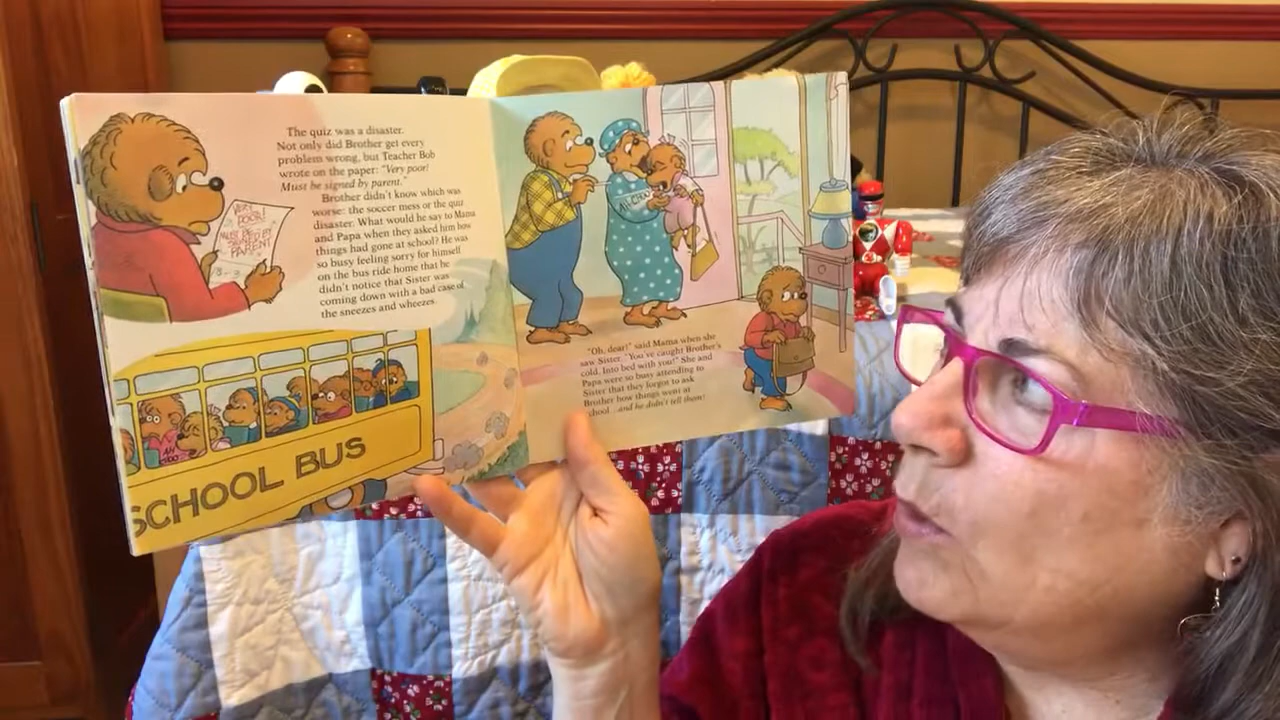 The quiz was a disaster.
Not only did Brother get every
problem wrong, but Teacher Bob
wrote on the paper: "Very poor!
Must be signed by parent."
Brother didn't know which was
worse: the soccer mess or the quiz
disaster. What would he say to Mama
and Papa when they asked him how
things had gone at school? He was
so busy feeling sorry for himself
on the bus ride home that he
didn't notice that Sister was
coming down with a bad case of
the sneezes and wheezes.
VERY
POOR!
MUST BE
SIGNED BY
PARENT
AH
CHOO
SCHOOL BUS
AH-CHOO
"Oh, dear!" said Mama when she
saw Sister. "You've caught Brother's
cold. Into bed with you!" She and
Papa were so busy attending to
Sister that they forgot to ask
Brother how things went at
school ...and he didn't tell them!